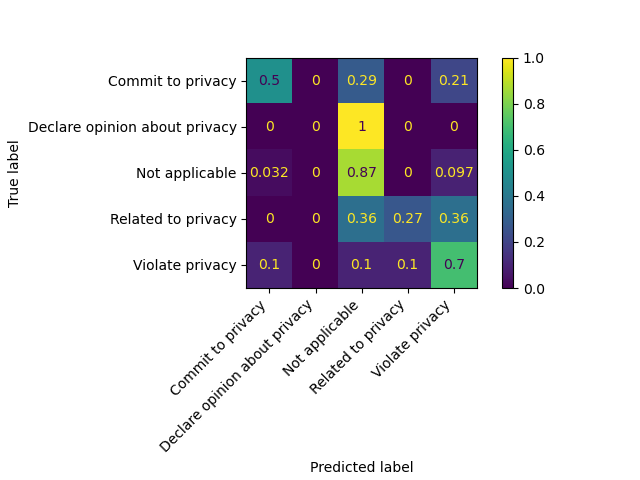 Commit to privacy 0.5 0 0.29 0 0.21
Declare opinion about privacy 0 0 1 0 0
Not applicable 0.032 0 0.87 0 0.097
Related to privacy 0 0 0.36 0.27 0.36
Violate privacy 0.1 0 0.1 0.1 0.7
True label
Commit to privacy
Declare opinion about privacy
Not applicable
Related to privacy
Violate privacy
Predicted label
1.0
0.8
0.6
0.4
0.2
0.0